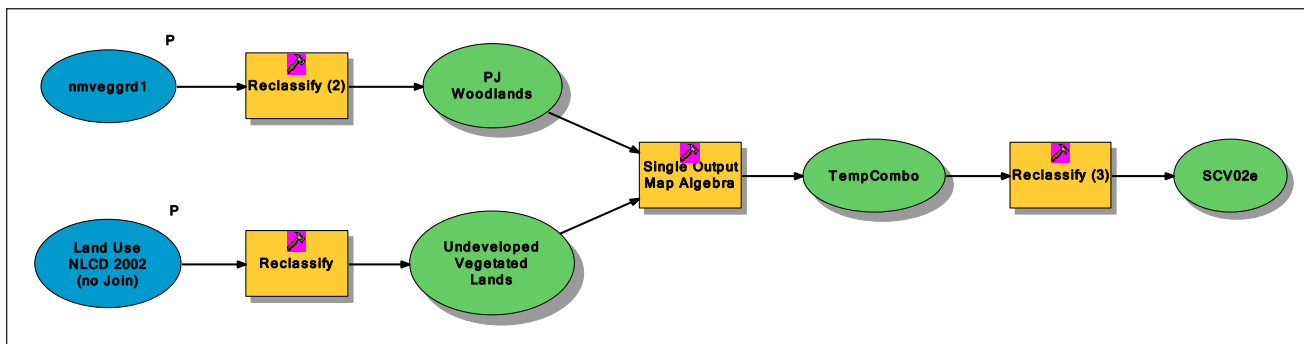 P
nmveggrd1
Reclassify (2)
PJ
Woodlands
Single Output
Map Algebra
TempCombo
Reclassify (3)
SCV02e
P
Land Use
NLCD 2002
(no Join)
Reclassify
Undeveloped
Vegetated
Lands